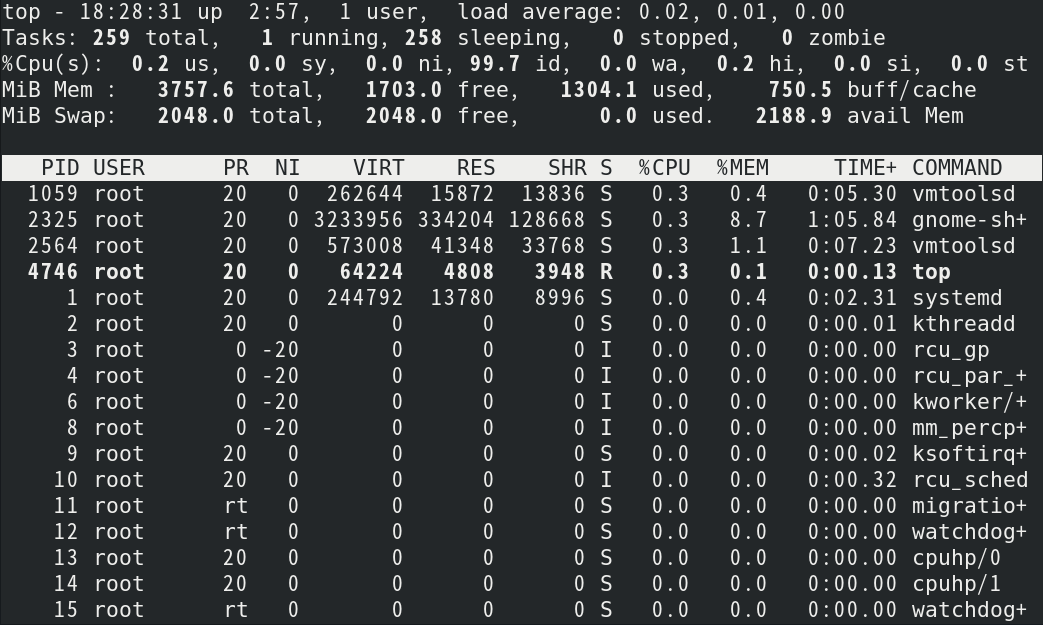 top - 18:28:31 up  2:57,  1 user,  load average: 0.02, 0.01, 0.00
Tasks: 259 total,   1 running, 258 sleeping,   0 stopped,   0 zombie
%Cpu(s):  0.2 us,  0.0 sy,  0.0 ni, 99.7 id,  0.0 wa,  0.2 hi,  0.0 si,  0.0 st
MiB Mem :   3757.6 total,   1703.0 free,   1304.1 used,    750.5 buff/cache
MiB Swap:   2048.0 total,   2048.0 free,      0.0 used.   2188.9 avail Mem
   PID USER      PR  NI    VIRT    RES    SHR S  %CPU  %MEM     TIME+ COMMAND
  1059 root      20   0  262644  15872  13836 S   0.3   0.4   0:05.30 vmtoolsd
  2325 root      20   0 3233956 334204 128668 S   0.3   8.7   1:05.84 gnome-sh+
  2564 root      20   0  573008  41348  33768 S   0.3   1.1   0:07.23 vmtoolsd
  4746 root      20   0   64224   4808   3948 R   0.3   0.1   0:00.13 top
     1 root      20   0  244792  13780   8996 S   0.0   0.4   0:02.31 systemd
     2 root      20   0       0      0      0 S   0.0   0.0   0:00.01 kthreadd
     3 root       0 -20       0      0      0 I   0.0   0.0   0:00.00 rcu_gp
     4 root       0 -20       0      0      0 I   0.0   0.0   0:00.00 rcu_par_+
     6 root       0 -20       0      0      0 I   0.0   0.0   0:00.00 kworker/+
     8 root       0 -20       0      0      0 I   0.0   0.0   0:00.00 mm_percp+
     9 root      20   0       0      0      0 S   0.0   0.0   0:00.02 ksoftirq+
    10 root      20   0       0      0      0 I   0.0   0.0   0:00.32 rcu_sched
    11 root      rt   0       0      0      0 S   0.0   0.0   0:00.00 migratio+
    12 root      rt   0       0      0      0 S   0.0   0.0   0:00.00 watchdog+
    13 root      20   0       0      0      0 S   0.0   0.0   0:00.00 cpuhp/0
    14 root      20   0       0      0      0 S   0.0   0.0   0:00.00 cpuhp/1
    15 root      rt   0       0      0      0 S   0.0   0.0   0:00.00 watchdog+